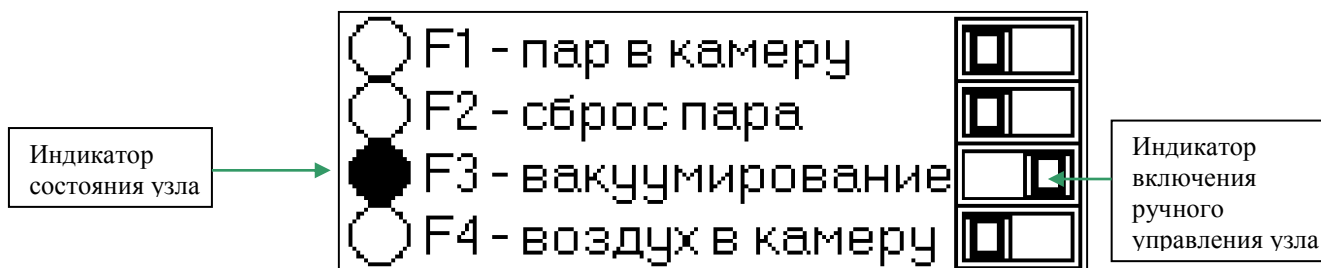 F1 - пар в камеру
F2 - сброс пара
F3 - вакуумирование
F4 - воздух в камеру
Индикатор
состояния узла
Индикатор
включения
ручного
управления узла